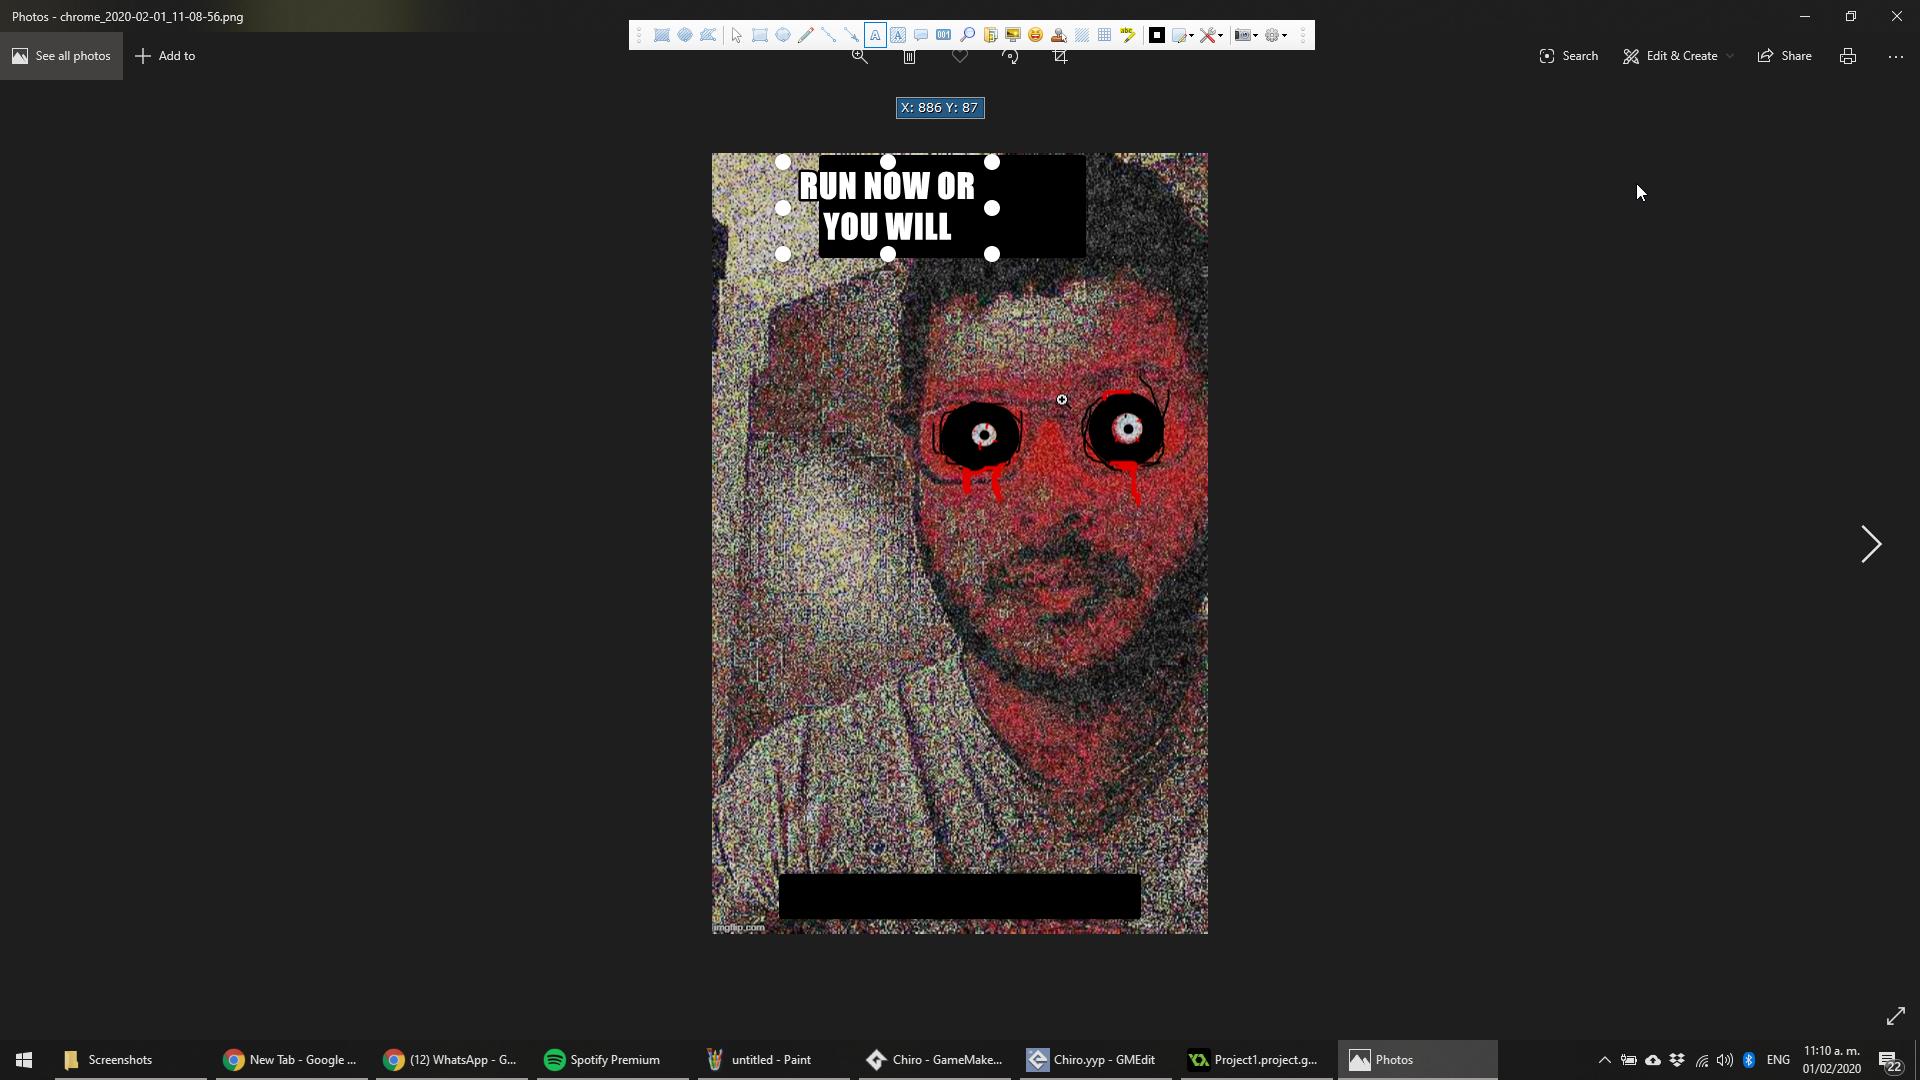 Photos - chrome_2020-02-01_11-08-56.png
See all photos
Add to
Search
Edit & Create
Share
X: 886 Y: 87
RUN NOW OR
YOU WILL
imgflip.com
Screenshots
New Tab - Google ...
(12) WhatsApp - G...
Spotify Premium
untitled - Paint
Chiro - GameMake...
Chiro.yyp - GMEdit
Project1.project.g...
Photos
ENG
11:10 a. m.
01/02/2020
22